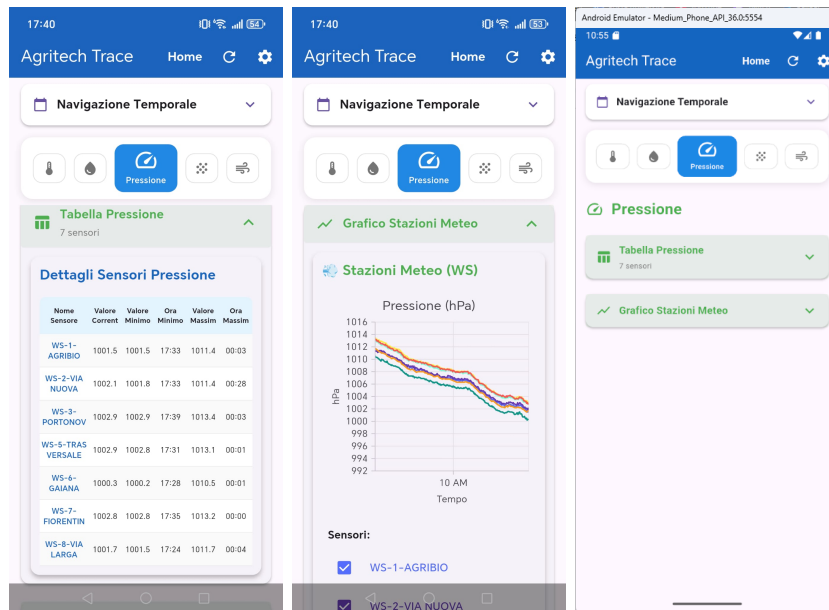 17:40
54
Agritech Trace
Home
Navigazione Temporale
Pressione
Tabella Pressione
7 sensori
Dettagli Sensori Pressione
Nome Sensore Valore Corrent Valore Minimo Ora Minimo Valore Massim Ora Massim
WS-1-AGRIBIO 1001.5 1001.5 17:33 1011.4 00:03
WS-2-VIA NUOVA 1002.1 1001.8 17:33 1011.4 00:28
WS-3-PORTONOV 1002.9 1002.9 17:39 1013.4 00:03
WS-5-TRAS VERSALE 1002.9 1002.8 17:31 1013.1 00:01
WS-6-GAIANA 1000.3 1000.2 17:28 1010.5 00:01
WS-7-FIORENTIN 1002.8 1002.8 17:35 1013.2 00:00
WS-8-VIA LARGA 1001.7 1001.5 17:24 1011.7 00:04
17:40
53
Agritech Trace
Home
Navigazione Temporale
Pressione
Grafico Stazioni Meteo
Stazioni Meteo (WS)
Pressione (hPa)
1016
1014
1012
1010
1008
1006
1004
1002
1000
998
996
994
992
hPa
10 AM
Tempo
Sensori:
WS-1-AGRIBIO
WS-2-VIA NUOVA
Android Emulator - Medium_Phone_API_36.0:5554
10:55
Agritech Trace
Home
Navigazione Temporale
Pressione
Pressione
Tabella Pressione
7 sensori
Grafico Stazioni Meteo